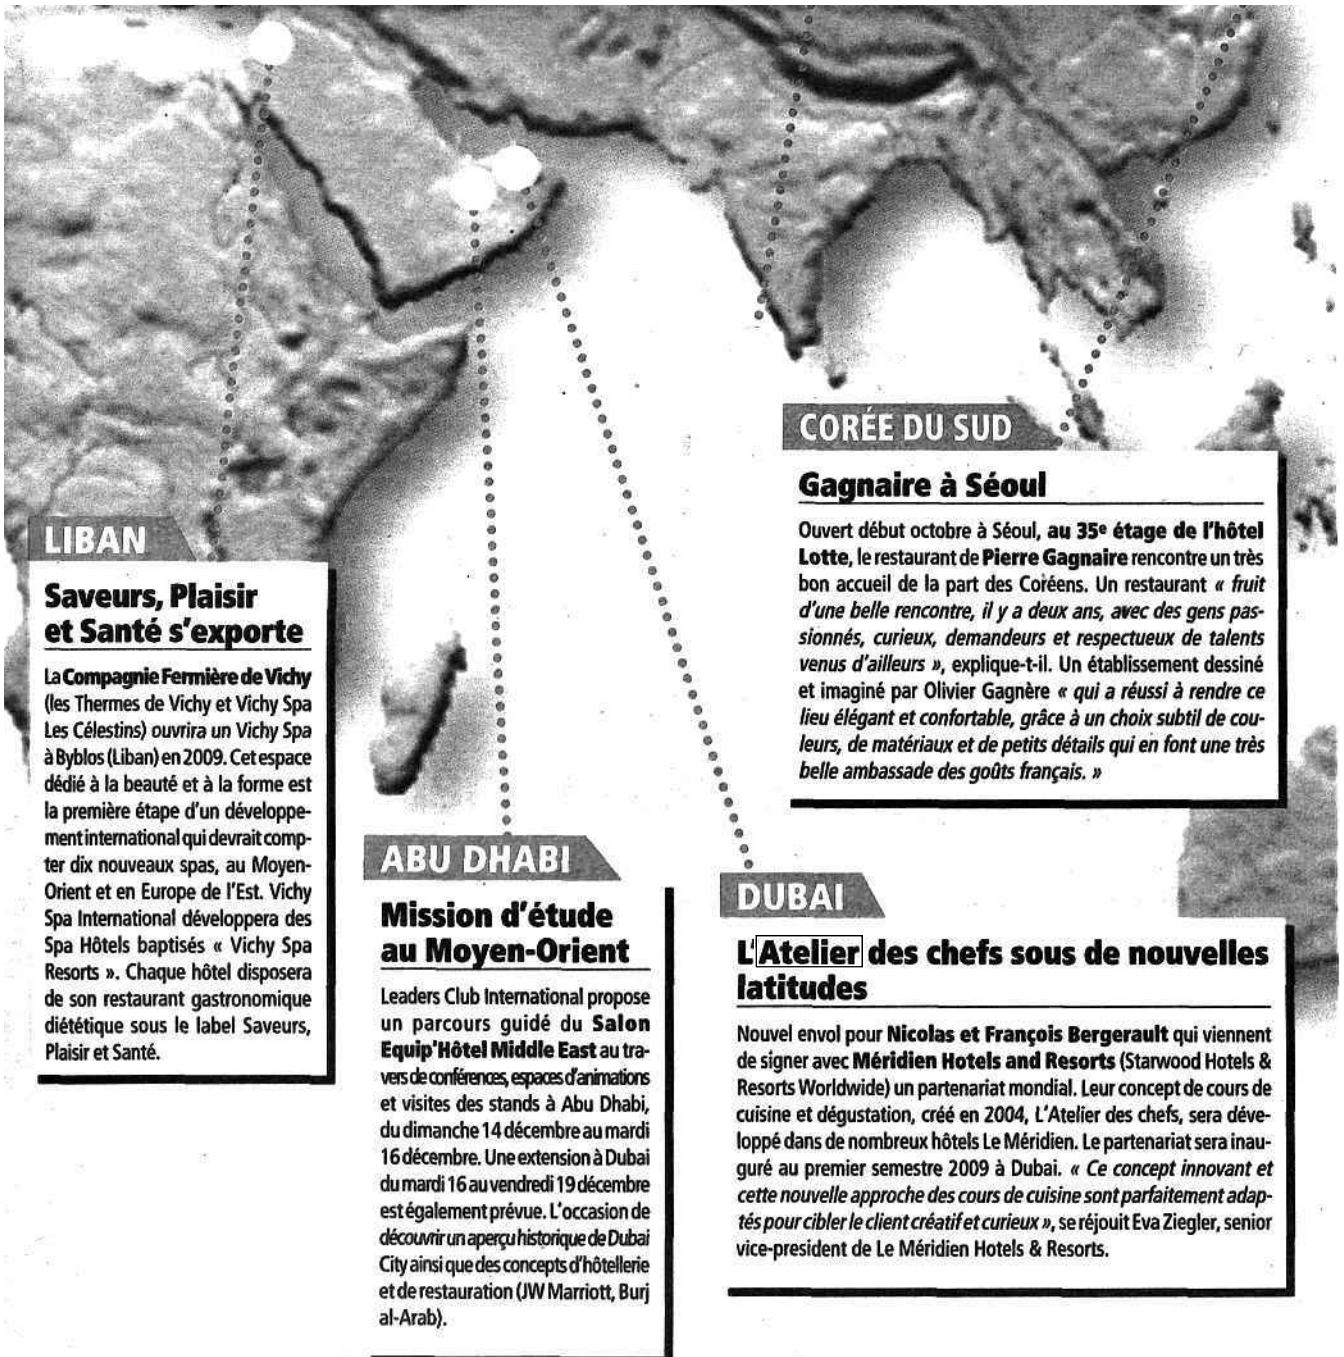 LIBAN
Saveurs, Plaisir
et Santé s'exporte
La Compagnie Fermière de Vichy
(les Thermes de Vichy et Vichy Spa
Les Célestins) ouvrira un Vichy Spa
à Byblos (Liban) en 2009. Cet espace
dédié à la beauté et à la forme est
la première étape d'un développe-
ment international qui devrait comp-
ter dix nouveaux spas, au Moyen-
Orient et en Europe de l'Est. Vichy
Spa International développera des
Spa Hôtels baptisés « Vichy Spa
Resorts ». Chaque hôtel disposera
de son restaurant gastronomique
diététique sous le label Saveurs,
Plaisir et Santé.
ABU DHABI
Mission d'étude
au Moyen-Orient
Leaders Club International propose
un parcours guidé du Salon
Equip'Hôtel Middle East au tra-
vers de conférences, espaces d'animations
et visites des stands à Abu Dhabi,
du dimanche 14 décembre au mardi
16 décembre. Une extension à Dubai
du mardi 16 au vendredi 19 décembre
est également prévue. L'occasion de
découvrir un aperçu historique de Dubai
City ainsi que des concepts d'hôtellerie
et de restauration (JW Marriott, Burj
al-Arab).
CORÉE DU SUD
Gagnaire à Séoul
Ouvert début octobre à Séoul, au 35e étage de l'hôtel
Lotte, le restaurant de Pierre Gagnaire rencontre un très
bon accueil de la part des Coréens. Un restaurant « fruit
d'une belle rencontre, il y a deux ans, avec des gens pas-
sionnés, curieux, demandeurs et respectueux de talents
venus d'ailleurs », explique-t-il. Un établissement dessiné
et imaginé par Olivier Gagnère « qui a réussi à rendre ce
lieu élégant et confortable, grâce à un choix subtil de cou-
leurs, de matériaux et de petits détails qui en font une très
belle ambassade des goûts français. »
DUBAI
L'Atelier des chefs sous de nouvelles
latitudes
Nouvel envol pour Nicolas et François Bergerault qui viennent
de signer avec Méridien Hotels and Resorts (Starwood Hotels &
Resorts Worldwide) un partenariat mondial. Leur concept de cours de
cuisine et dégustation, créé en 2004, L'Atelier des chefs, sera déve-
loppé dans de nombreux hôtels Le Méridien. Le partenariat sera inau-
guré au premier semestre 2009 à Dubai. « Ce concept innovant et
cette nouvelle approche des cours de cuisine sont parfaitement adap-
tés pour cibler le client créatif et curieux », se réjouit Eva Ziegler, senior
vice-president de Le Méridien Hotels & Resorts.